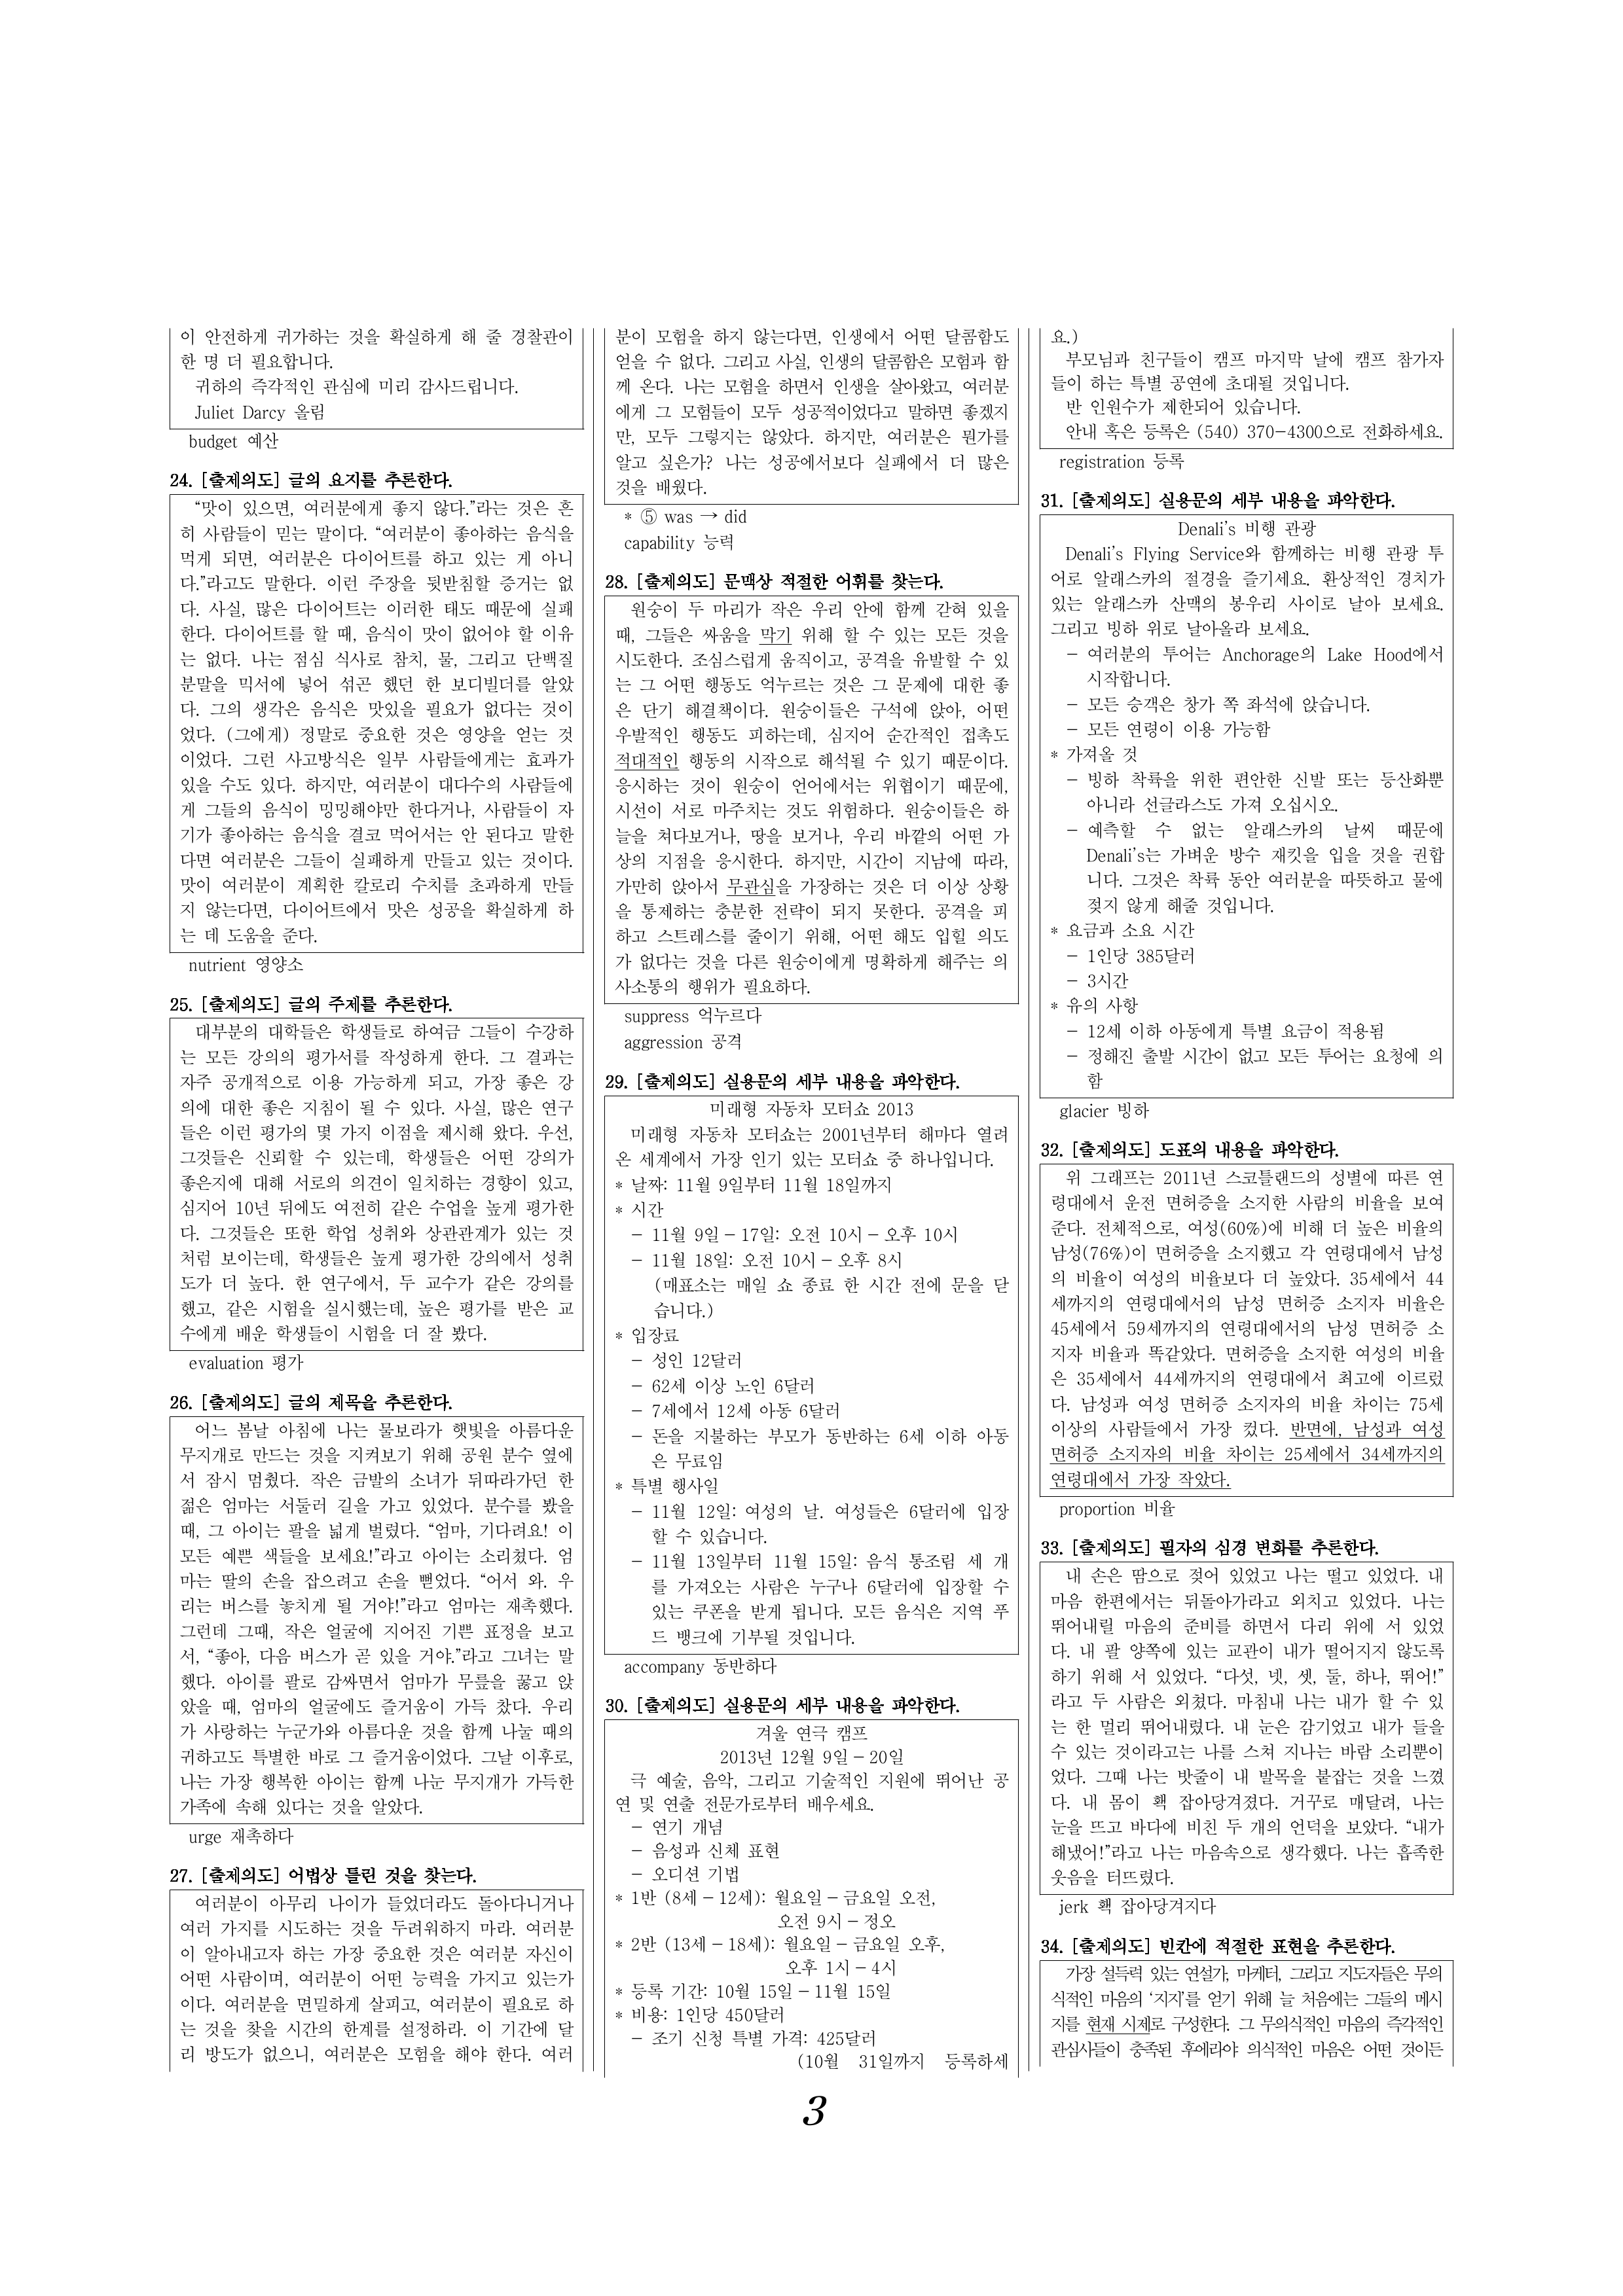 이 안전하게 귀가하는 것을 확실하게 해 줄 경찰관이
한 명 더 필요합니다.
귀하의 즉각적인 관심에 미리 감사드립니다.
Juliet Darcy 올림
budget 예산
24. [출제의도] 글의 요지를 추론한다.
“맛이 있으면, 여러분에게 좋지 않다.”라는 것은 흔
히 사람들이 믿는 말이다. “여러분이 좋아하는 음식을
먹게 되면, 여러분은 다이어트를 하고 있는 게 아니
다.”라고도 말한다. 이런 주장을 뒷받침할 증거는 없
다. 사실, 많은 다이어트는 이러한 태도 때문에 실패
한다. 다이어트를 할 때, 음식이 맛이 없어야 할 이유
는 없다. 나는 점심 식사로 참치, 물, 그리고 단백질
분말을 믹서에 넣어 섞곤 했던 한 보디빌더를 알았
다. 그의 생각은 음식은 맛있을 필요가 없다는 것이
었다. (그에게) 정말로 중요한 것은 영양을 얻는 것
이었다. 그런 사고방식은 일부 사람들에게는 효과가
있을 수도 있다. 하지만, 여러분이 대다수의 사람들에
게 그들의 음식이 밍밍해야만 한다거나, 사람들이 자
기가 좋아하는 음식을 결코 먹어서는 안 된다고 말한
다면 여러분은 그들이 실패하게 만들고 있는 것이다.
맛이 여러분이 계획한 칼로리 수치를 초과하게 만들
지 않는다면, 다이어트에서 맛은 성공을 확실하게 하
는 데 도움을 준다.
nutrient 영양소
25. [출제의도] 글의 주제를 추론한다.
대부분의 대학들은 학생들로 하여금 그들이 수강하
는 모든 강의의 평가서를 작성하게 한다. 그 결과는
자주 공개적으로 이용 가능하게 되고, 가장 좋은 강
의에 대한 좋은 지침이 될 수 있다. 사실, 많은 연구
들은 이런 평가의 몇 가지 이점을 제시해 왔다. 우선,
그것들은 신뢰할 수 있는데, 학생들은 어떤 강의가
좋은지에 대해 서로의 의견이 일치하는 경향이 있고,
심지어 10년 뒤에도 여전히 같은 수업을 높게 평가한
다. 그것들은 또한 학업 성취와 상관관계가 있는 것
처럼 보이는데, 학생들은 높게 평가한 강의에서 성취
도가 더 높다. 한 연구에서, 두 교수가 같은 강의를
했고, 같은 시험을 실시했는데, 높은 평가를 받은 교
수에게 배운 학생들이 시험을 더 잘 봤다.
evaluation 평가
26. [출제의도] 글의 제목을 추론한다.
어느 봄날 아침에 나는 물보라가 햇빛을 아름다운
무지개로 만드는 것을 지켜보기 위해 공원 분수 옆에
서 잠시 멈췄다. 작은 금발의 소녀가 뒤따라가던 한
젊은 엄마는 서둘러 길을 가고 있었다. 분수를 봤을
때, 그 아이는 팔을 넓게 벌렸다. “엄마, 기다려요! 이
모든 예쁜 색들을 보세요!”라고 아이는 소리쳤다. 엄
마는 딸의 손을 잡으려고 손을 뻗었다. “어서 와. 우
리는 버스를 놓치게 될 거야!”라고 엄마는 재촉했다.
그런데 그때, 작은 얼굴에 지어진 기쁜 표정을 보고
서, “좋아, 다음 버스가 곧 있을 거야.”라고 그녀는 말
했다. 아이를 팔로 감싸면서 엄마가 무릎을 꿇고 앉
았을 때, 엄마의 얼굴에도 즐거움이 가득 찼다. 우리
가 사랑하는 누군가와 아름다운 것을 함께 나눌 때의
귀하고도 특별한 바로 그 즐거움이었다. 그날 이후로,
나는 가장 행복한 아이는 함께 나눈 무지개가 가득한
가족에 속해 있다는 것을 알았다.
urge 재촉하다
27. [출제의도] 어법상 틀린 것을 찾는다.
여러분이 아무리 나이가 들었더라도 돌아다니거나
여러 가지를 시도하는 것을 두려워하지 마라. 여러분
이 알아내고자 하는 가장 중요한 것은 여러분 자신이
어떤 사람이며, 여러분이 어떤 능력을 가지고 있는가
이다. 여러분을 면밀하게 살피고, 여러분이 필요로 하
는 것을 찾을 시간의 한계를 설정하라. 이 기간에 달
리 방도가 없으니, 여러분은 모험을 해야 한다. 여러
분이 모험을 하지 않는다면, 인생에서 어떤 달콤함도
얻을 수 없다. 그리고 사실, 인생의 달콤함은 모험과 함
께 온다. 나는 모험을 하면서 인생을 살아왔고, 여러분
에게 그 모험들이 모두 성공적이었다고 말하면 좋겠지
만, 모두 그렇지는 않았다. 하지만, 여러분은 뭔가를
알고 싶은가? 나는 성공에서보다 실패에서 더 많은
것을 배웠다.
* ⑤ was → did
capability 능력
28. [출제의도] 문맥상 적절한 어휘를 찾는다.
원숭이 두 마리가 작은 우리 안에 함께 갇혀 있을
때, 그들은 싸움을 막기 위해 할 수 있는 모든 것을
시도한다. 조심스럽게 움직이고, 공격을 유발할 수 있
는 그 어떤 행동도 억누르는 것은 그 문제에 대한 좋
은 단기 해결책이다. 원숭이들은 구석에 앉아, 어떤
우발적인 행동도 피하는데, 심지어 순간적인 접촉도
적대적인 행동의 시작으로 해석될 수 있기 때문이다.
응시하는 것이 원숭이 언어에서는 위협이기 때문에,
시선이 서로 마주치는 것도 위험하다. 원숭이들은 하
늘을 쳐다보거나, 땅을 보거나, 우리 바깥의 어떤 가
상의 지점을 응시한다. 하지만, 시간이 지남에 따라,
가만히 앉아서 무관심을 가장하는 것은 더 이상 상황
을 통제하는 충분한 전략이 되지 못한다. 공격을 피
하고 스트레스를 줄이기 위해, 어떤 해도 입힐 의도
가 없다는 것을 다른 원숭이에게 명확하게 해주는 의
사소통의 행위가 필요하다.
suppress 억누르다
aggression 공격
29. [출제의도] 실용문의 세부 내용을 파악한다.
미래형 자동차 모터쇼 2013
미래형 자동차 모터쇼는 2001년부터 해마다 열려
온 세계에서 가장 인기 있는 모터쇼 중 하나입니다.
* 날짜: 11월 9일부터 11월 18일까지
* 시간
- 11월 9일 – 17일: 오전 10시 – 오후 10시
- 11월 18일: 오전 10시 – 오후 8시
(매표소는 매일 쇼 종료 한 시간 전에 문을 닫
습니다.)
* 입장료
- 성인 12달러
- 62세 이상 노인 6달러
- 7세에서 12세 아동 6달러
- 돈을 지불하는 부모가 동반하는 6세 이하 아동
은 무료임
* 특별 행사일
- 11월 12일: 여성의 날. 여성들은 6달러에 입장
할 수 있습니다.
- 11월 13일부터 11월 15일: 음식 통조림 세 개
를 가져오는 사람은 누구나 6달러에 입장할 수
있는 쿠폰을 받게 됩니다. 모든 음식은 지역 푸
드 뱅크에 기부될 것입니다.
accompany 동반하다
30. [출제의도] 실용문의 세부 내용을 파악한다.
겨울 연극 캠프
2013년 12월 9일 – 20일
극 예술, 음악, 그리고 기술적인 지원에 뛰어난 공
연 및 연출 전문가로부터 배우세요.
- 연기 개념
- 음성과 신체 표현
- 오디션 기법
* 1반 (8세 – 12세): 월요일 – 금요일 오전,
오전 9시 – 정오
* 2반 (13세 – 18세): 월요일 – 금요일 오후,
오후 1시 – 4시
* 등록 기간: 10월 15일 – 11월 15일
* 비용: 1인당 450달러
- 조기 신청 특별 가격: 425달러
(10월 31일까지 등록하세
요.)
부모님과 친구들이 캠프 마지막 날에 캠프 참가자
들이 하는 특별 공연에 초대될 것입니다.
반 인원수가 제한되어 있습니다.
안내 혹은 등록은 (540) 370-4300으로 전화하세요.
registration 등록
31. [출제의도] 실용문의 세부 내용을 파악한다.
Denali’s 비행 관광
Denali’s Flying Service와 함께하는 비행 관광 투
어로 알래스카의 절경을 즐기세요. 환상적인 경치가
있는 알래스카 산맥의 봉우리 사이로 날아 보세요.
그리고 빙하 위로 날아올라 보세요.
- 여러분의 투어는 Anchorage의 Lake Hood에서
시작합니다.
- 모든 승객은 창가 쪽 좌석에 앉습니다.
- 모든 연령이 이용 가능함
* 가져올 것
- 빙하 착륙을 위한 편안한 신발 또는 등산화뿐
아니라 선글라스도 가져 오십시오.
- 예측할 수 없는 알래스카의 날씨 때문에
Denali’s는 가벼운 방수 재킷을 입을 것을 권합
니다. 그것은 착륙 동안 여러분을 따뜻하고 물에
젖지 않게 해줄 것입니다.
* 요금과 소요 시간
- 1인당 385달러
- 3시간
* 유의 사항
- 12세 이하 아동에게 특별 요금이 적용됨
- 정해진 출발 시간이 없고 모든 투어는 요청에 의
함
glacier 빙하
32. [출제의도] 도표의 내용을 파악한다.
위 그래프는 2011년 스코틀랜드의 성별에 따른 연
령대에서 운전 면허증을 소지한 사람의 비율을 보여
준다. 전체적으로, 여성(60%)에 비해 더 높은 비율의
남성(76%)이 면허증을 소지했고 각 연령대에서 남성
의 비율이 여성의 비율보다 더 높았다. 35세에서 44
세까지의 연령대에서의 남성 면허증 소지자 비율은
45세에서 59세까지의 연령대에서의 남성 면허증 소
지자 비율과 똑같았다. 면허증을 소지한 여성의 비율
은 35세에서 44세까지의 연령대에서 최고에 이르렀
다. 남성과 여성 면허증 소지자의 비율 차이는 75세
이상의 사람들에서 가장 컸다. 반면에, 남성과 여성
면허증 소지자의 비율 차이는 25세에서 34세까지의
연령대에서 가장 작았다.
proportion 비율
33. [출제의도] 필자의 심경 변화를 추론한다.
내 손은 땀으로 젖어 있었고 나는 떨고 있었다. 내
마음 한편에서는 뒤돌아가라고 외치고 있었다. 나는
뛰어내릴 마음의 준비를 하면서 다리 위에 서 있었
다. 내 팔 양쪽에 있는 교관이 내가 떨어지지 않도록
하기 위해 서 있었다. “다섯, 넷, 셋, 둘, 하나, 뛰어!”
라고 두 사람은 외쳤다. 마침내 나는 내가 할 수 있
는 한 멀리 뛰어내렸다. 내 눈은 감기었고 내가 들을
수 있는 것이라고는 나를 스쳐 지나는 바람 소리뿐이
었다. 그때 나는 밧줄이 내 발목을 붙잡는 것을 느꼈
다. 내 몸이 홱 잡아당겨졌다. 거꾸로 매달려, 나는
눈을 뜨고 바다에 비친 두 개의 언덕을 보았다. “내가
해냈어!”라고 나는 마음속으로 생각했다. 나는 흡족한
웃음을 터뜨렸다.
jerk 홱 잡아당겨지다
34. [출제의도] 빈칸에 적절한 표현을 추론한다.
가장 설득력 있는 연설가, 마케터, 그리고 지도자들은 무의
식적인 마음의 ‘지지’를 얻기 위해 늘 처음에는 그들의 메시
지를 현재 시제로 구성한다. 그 무의식적인 마음의 즉각적인
관심사들이 충족된 후에라야 의식적인 마음은 어떤 것이든
3